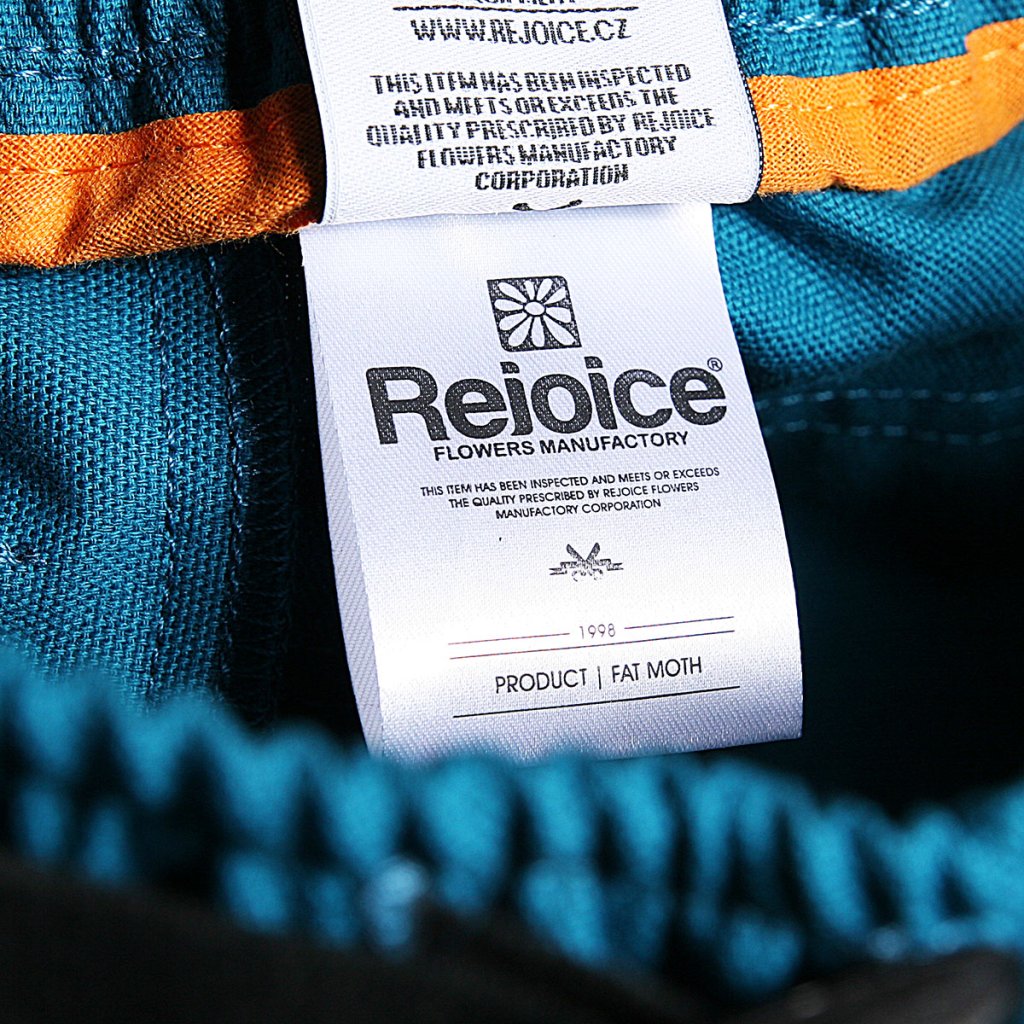 WWW.REJOICE.CZ
THIS ITEM HAS BEEN INSPECTED
AND MEETS OR EXCEEDS THE
QUALITY PRESCRIBED BY REJOICE
FLOWERS MANUFACTORY
CORPORATION
Rejoice®
FLOWERS MANUFACTORY
THIS ITEM HAS BEEN INSPECTED AND MEETS OR EXCEEDS
THE QUALITY PRESCRIBED BY REJOICE FLOWERS
MANUFACTORY CORPORATION
1998
PRODUCT | FAT MOTH